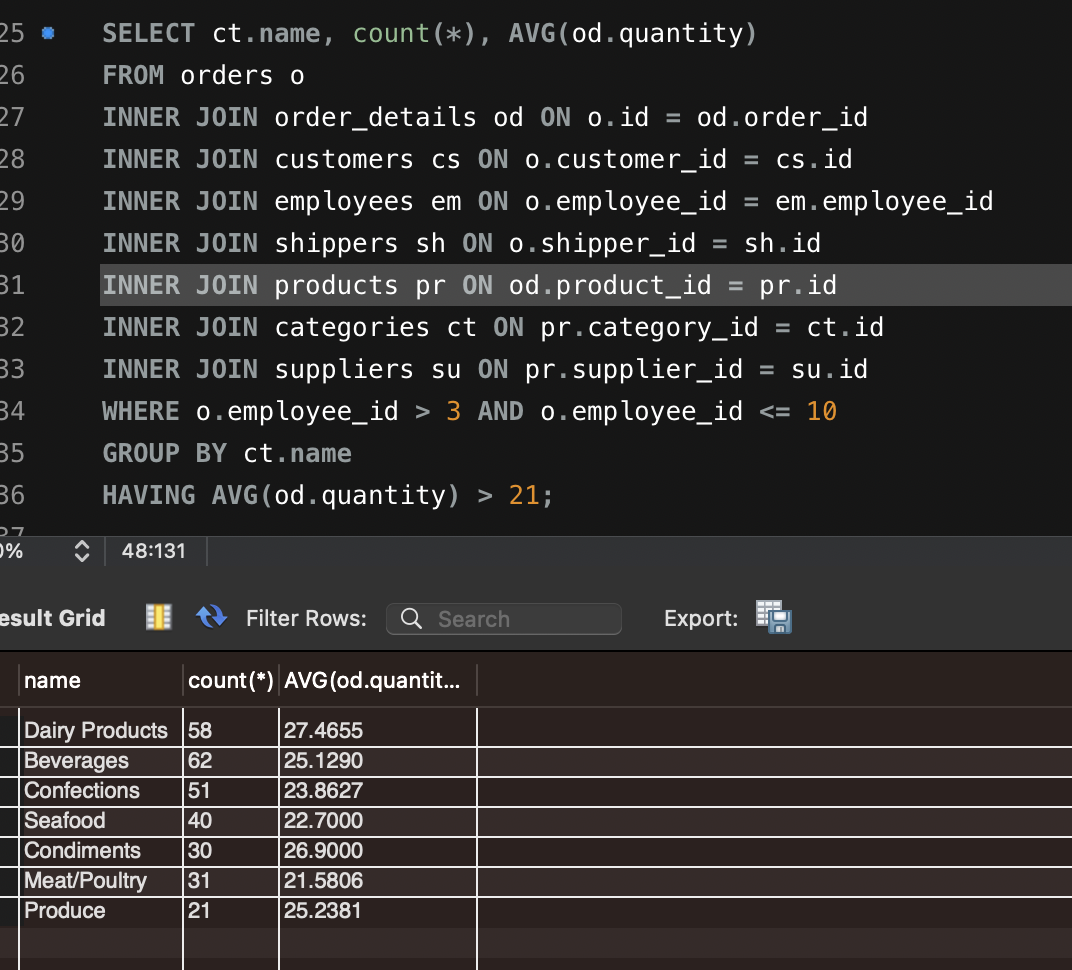 25 SELECT ct.name, count(*), AVG(od.quantity)
26 FROM orders o
27 INNER JOIN order_details od ON o.id = od.order_id
28 INNER JOIN customers cs ON o.customer_id = cs.id
29 INNER JOIN employees em ON o.employee_id = em.employee_id
30 INNER JOIN shippers sh ON o.shipper_id = sh.id
31 INNER JOIN products pr ON od.product_id = pr.id
32 INNER JOIN categories ct ON pr.category_id = ct.id
33 INNER JOIN suppliers su ON pr.supplier_id = su.id
34 WHERE o.employee_id > 3 AND o.employee_id <= 10
35 GROUP BY ct.name
36 HAVING AVG(od.quantity) > 21;
37
0% 48:131
esult Grid Filter Rows: Search Export:
name count(*) AVG(od.quantit...
Dairy Products 58 27.4655
Beverages 62 25.1290
Confections 51 23.8627
Seafood 40 22.7000
Condiments 30 26.9000
Meat/Poultry 31 21.5806
Produce 21 25.2381